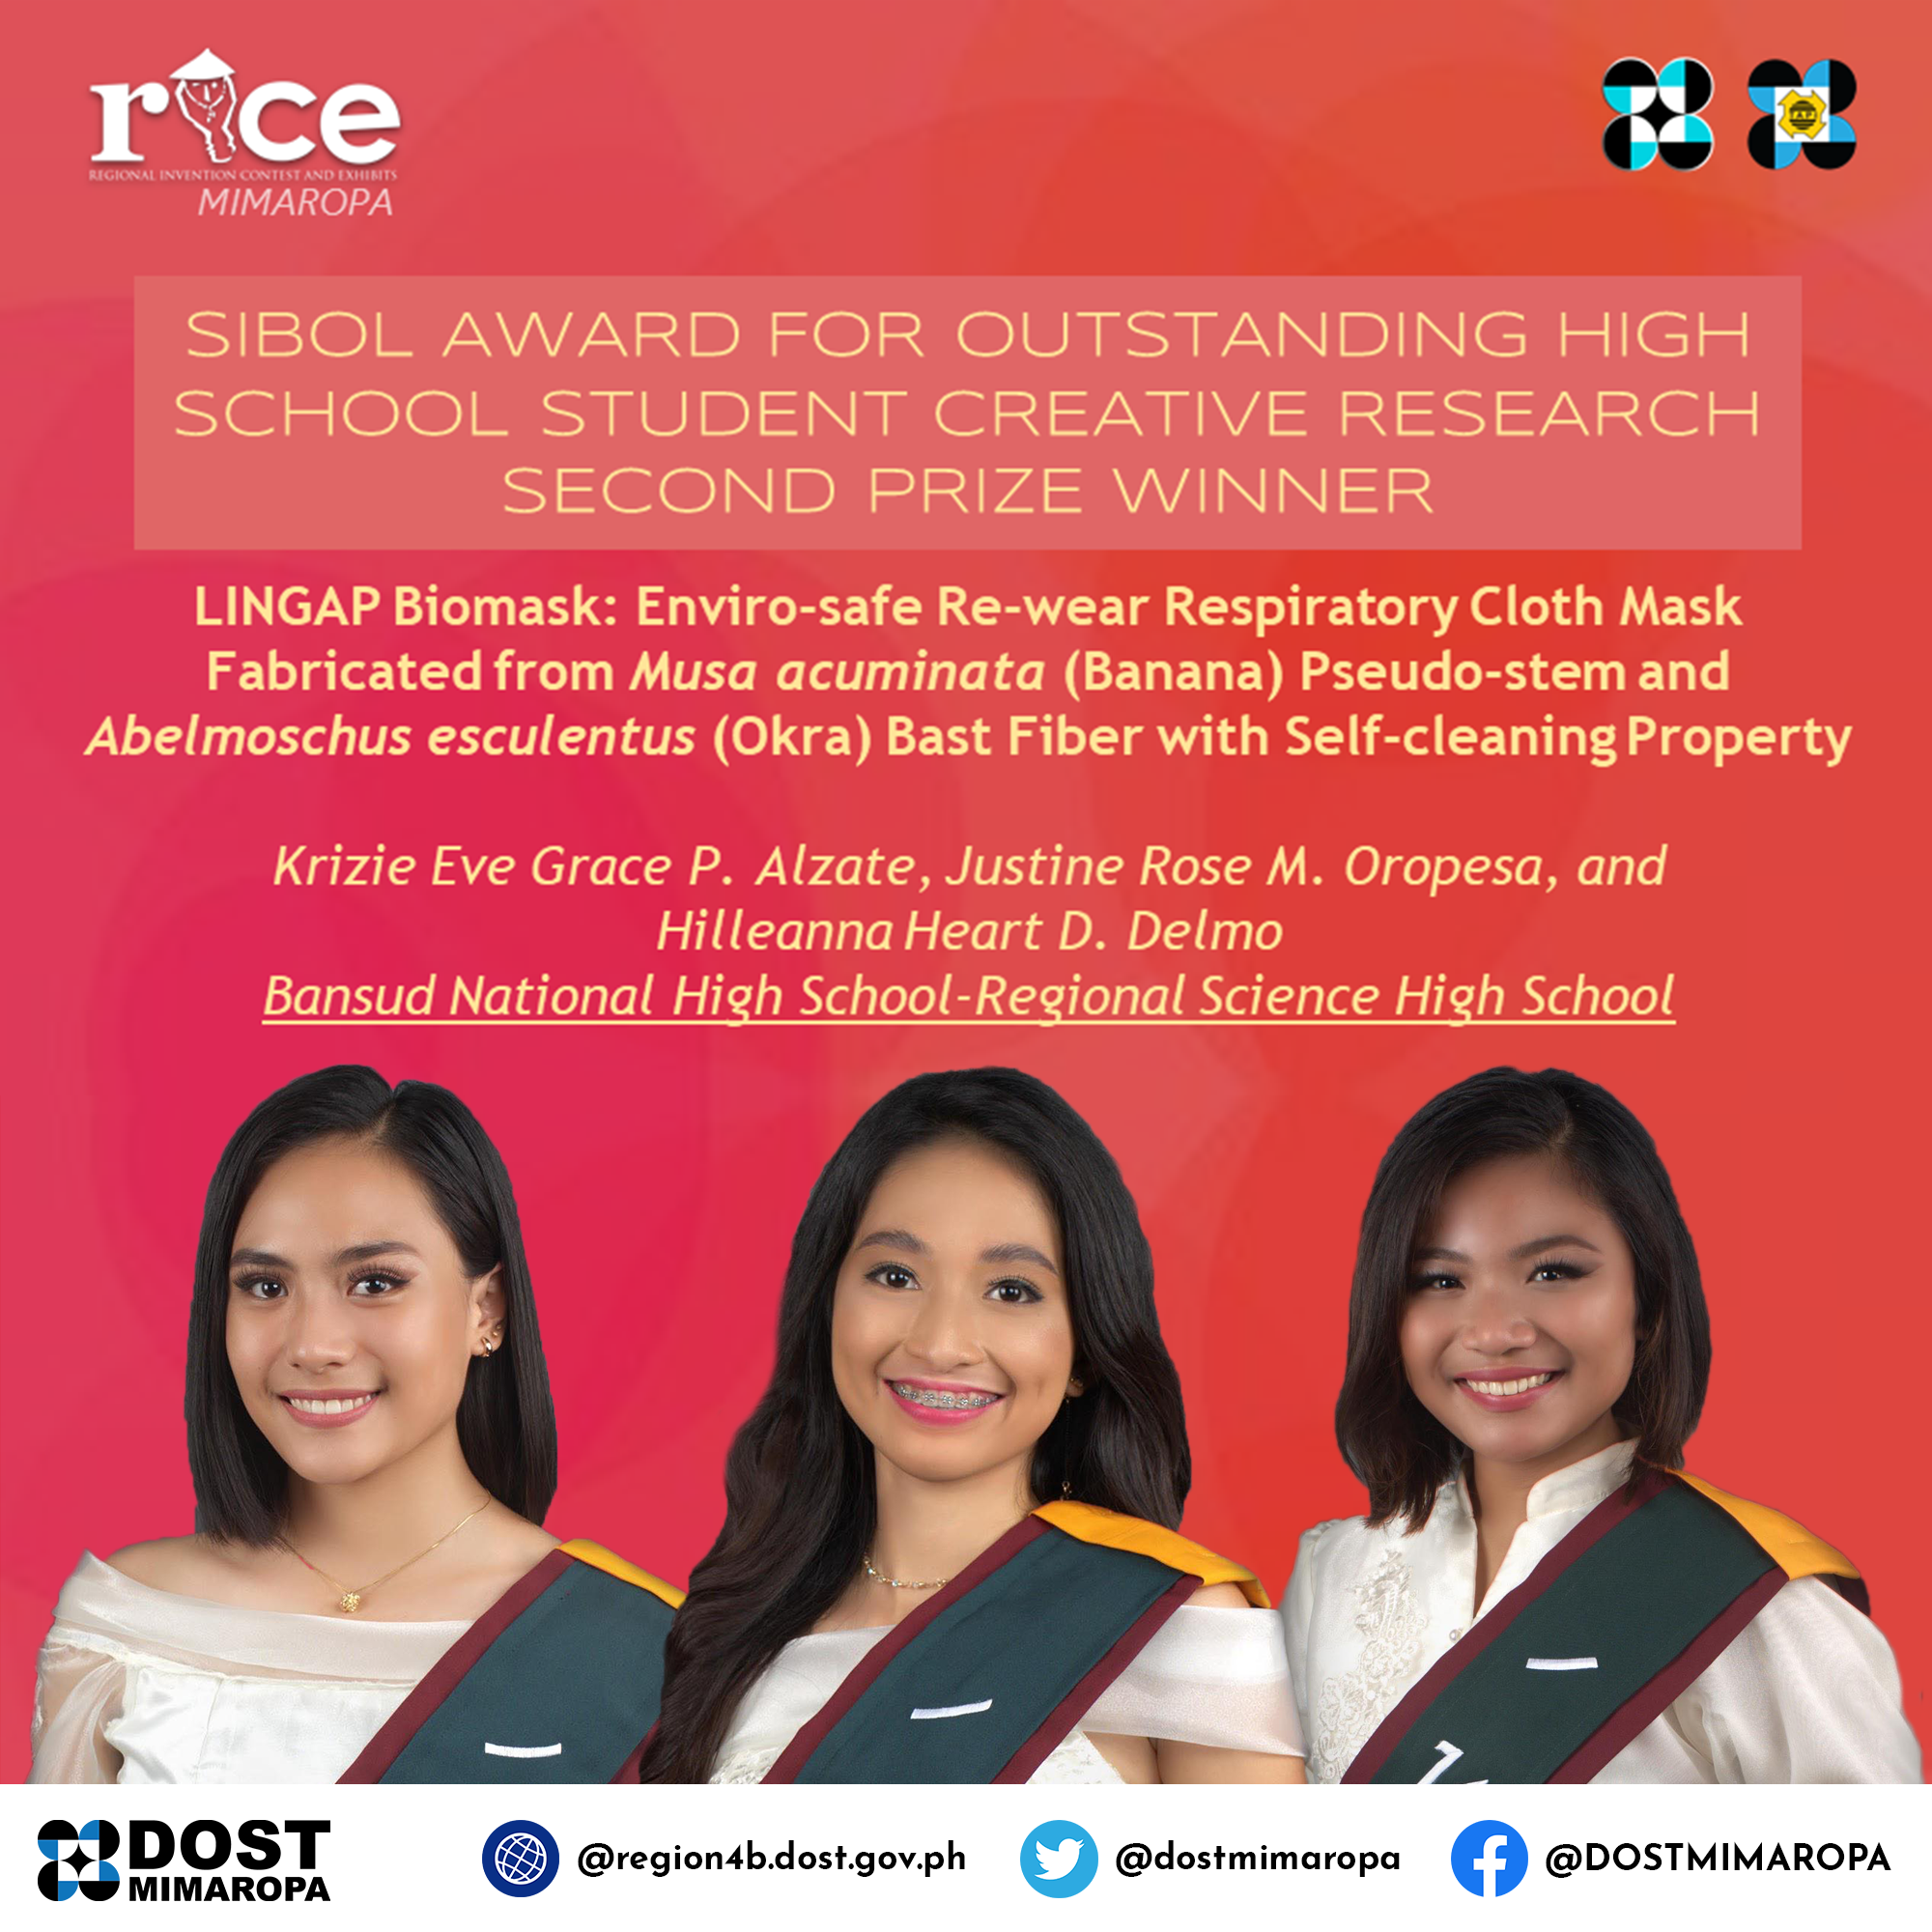 rice
REGIONAL INVENTION CONTEST AND EXHIBITS
MIMAROPA
TAPI
SIBOL AWARD FOR OUTSTANDING HIGH
SCHOOL STUDENT CREATIVE RESEARCH
SECOND PRIZE WINNER
LINGAP Biomask: Enviro-safe Re-wear Respiratory Cloth Mask
Fabricated from Musa acuminata (Banana) Pseudo-stem and
Abelmoschus esculentus (Okra) Bast Fiber with Self-cleaning Property
Krizie Eve Grace P. Alzate, Justine Rose M. Oropesa, and
Hilleanna Heart D. Delmo
Bansud National High School-Regional Science High School
DOST
MIMAROPA
@region4b.dost.gov.ph
@dostmimaropa
@DOSTMIMAROPA